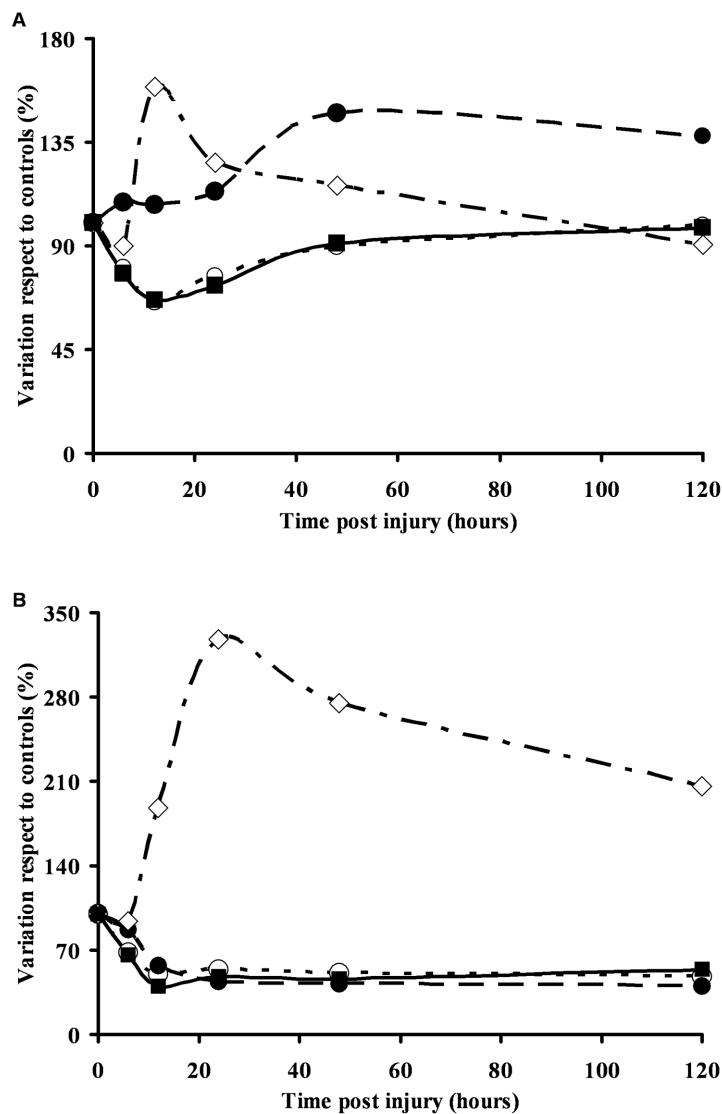 A
180
135
90
45
0
Variation respect to controls (%)
0 20 40 60 80 100 120
Time post injury (hours)
B
350
280
210
140
70
0
Variation respect to controls (%)
0 20 40 60 80 100 120
Time post injury (hours)